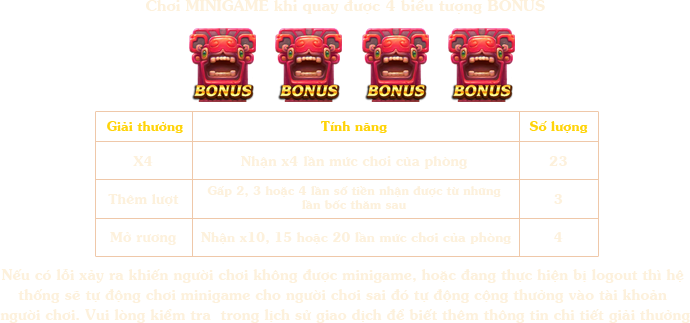 Chơi MINIGAME khi quay được 4 biểu tượng BONUS
BONUS BONUS BONUS BONUS
Giải thưởng Tính năng Số lượng
X4 Nhân x4 lần mức chơi của phòng 23
Thêm lượt Gấp 2, 3 hoặc 4 lần số tiền nhận được từ những
lần bốc thăm sau 3
Mở rương Nhân x10, 15 hoặc 20 lần mức chơi của phòng 4
Nếu có lỗi xảy ra khiến người chơi không được minigame, hoặc đang thực hiện bị logout thì hệ
thống sẽ tự động chơi minigame cho người chơi sai đó tự động cộng thưởng vào tài khoản
người chơi. Vui lòng kiểm tra trong lịch sử giao dịch để biết thêm thông tin chi tiết giải thưởng